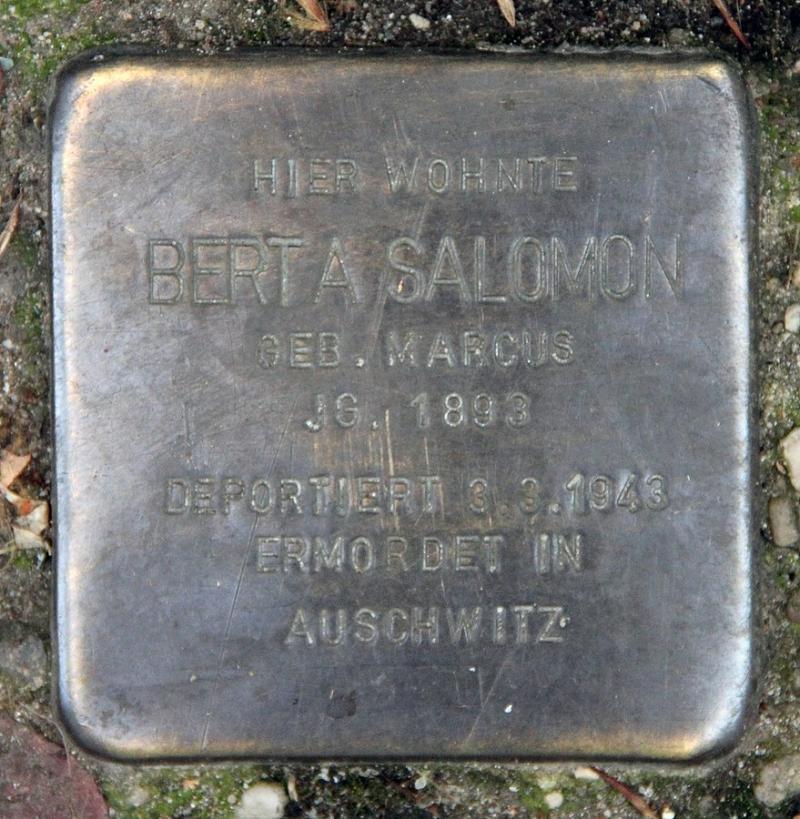 HIER WOHNTE
BERTA SALOMON
GEB. MARCUS
JG. 1893
DEPORTIERT 3.3.1943
ERMORDET IN
AUSCHWITZ